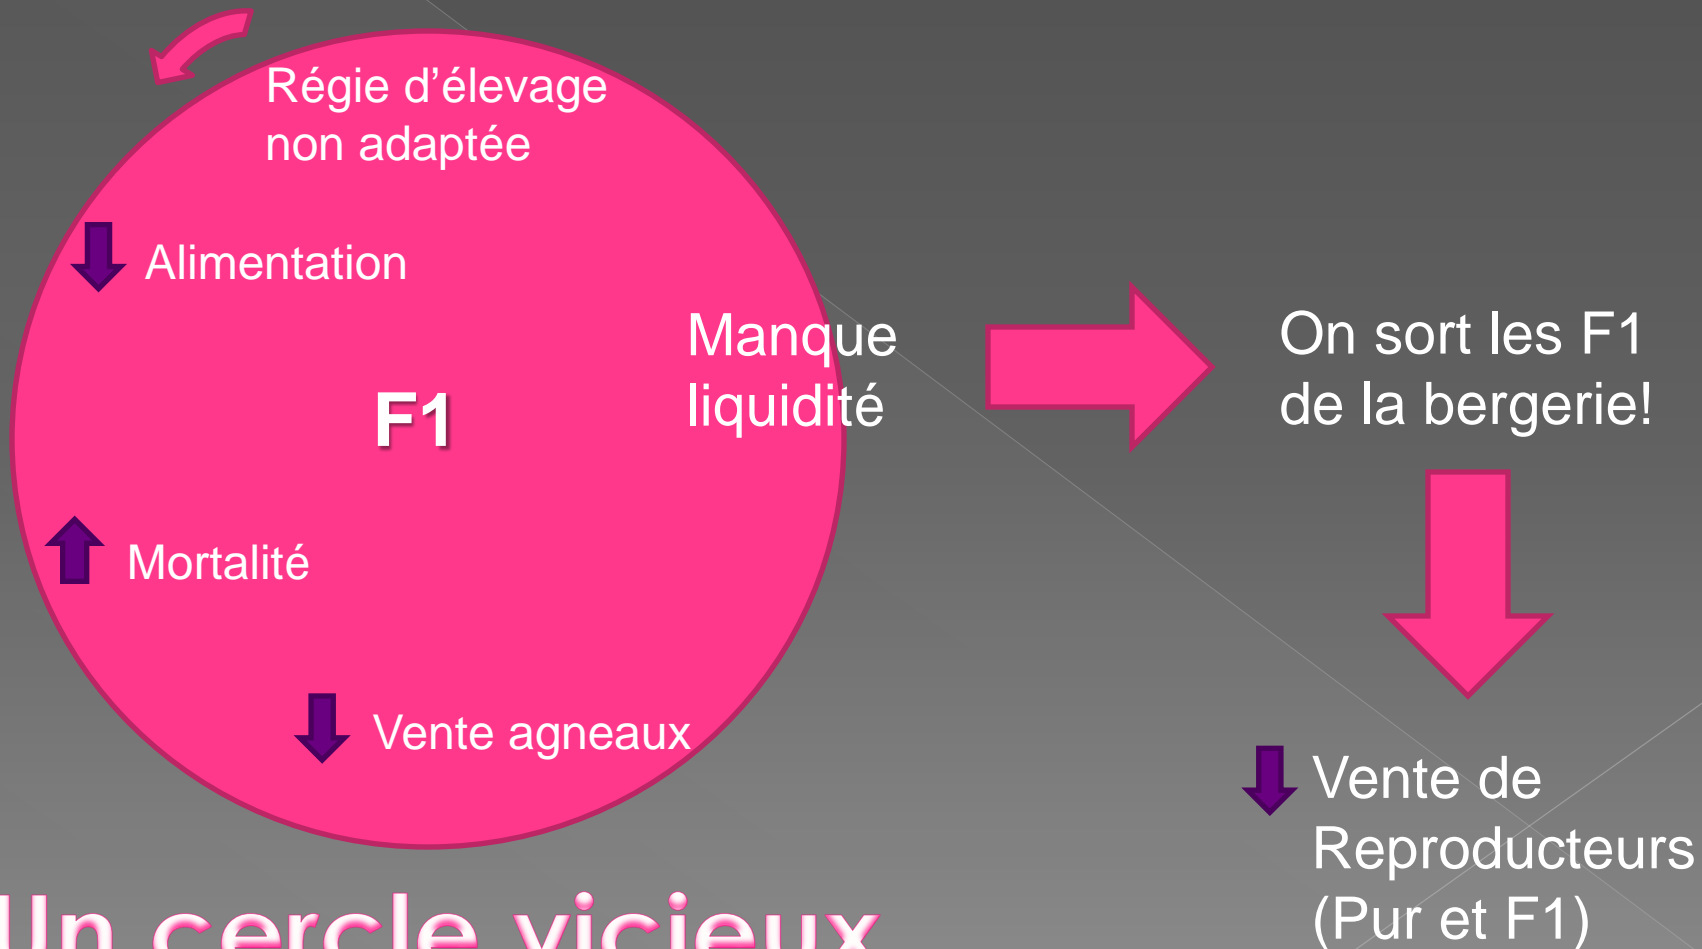 Régie d’élevage
non adaptée
Alimentation
F1
Mortalité
Vente agneaux
Manque
liquidité
On sort les F1
de la bergerie!
Vente de
Reproducteurs
(Pur et F1)
Un cercle vicieux